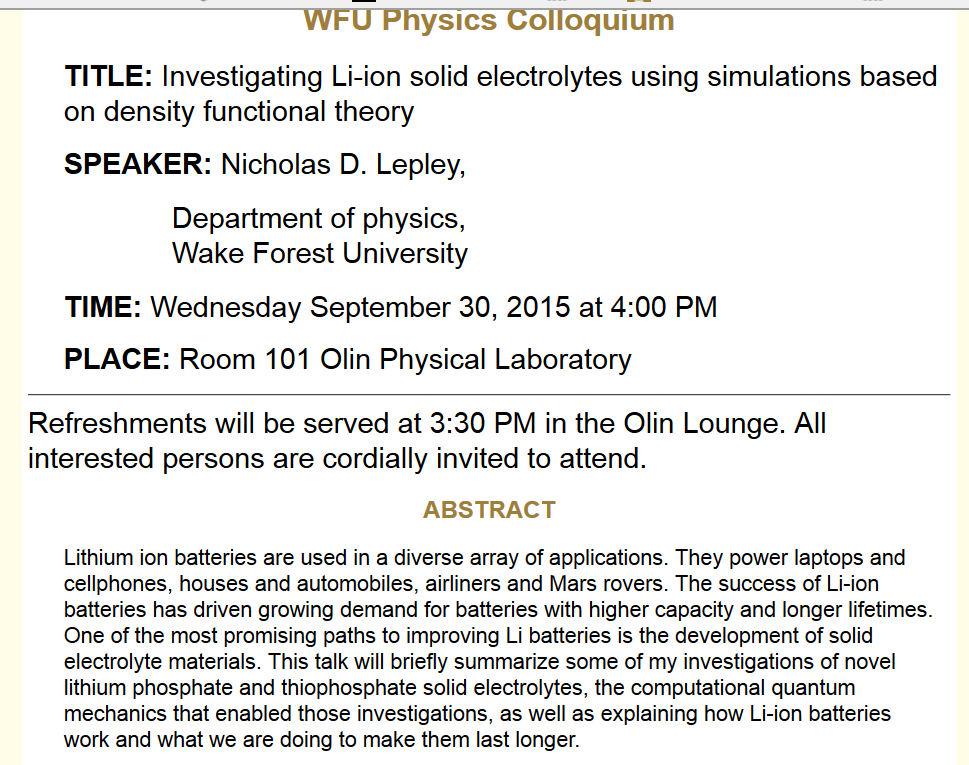 WFU Physics Colloquium
TITLE: Investigating Li-ion solid electrolytes using simulations based
on density functional theory
SPEAKER: Nicholas D. Lepley,
Department of physics,
Wake Forest University
TIME: Wednesday September 30, 2015 at 4:00 PM
PLACE: Room 101 Olin Physical Laboratory
Refreshments will be served at 3:30 PM in the Olin Lounge. All
interested persons are cordially invited to attend.
ABSTRACT
Lithium ion batteries are used in a diverse array of applications. They power laptops and
cellphones, houses and automobiles, airliners and Mars rovers. The success of Li-ion
batteries has driven growing demand for batteries with higher capacity and longer lifetimes.
One of the most promising paths to improving Li batteries is the development of solid
electrolyte materials. This talk will briefly summarize some of my investigations of novel
lithium phosphate and thiophosphate solid electrolytes, the computational quantum
mechanics that enabled those investigations, as well as explaining how Li-ion batteries
work and what we are doing to make them last longer.